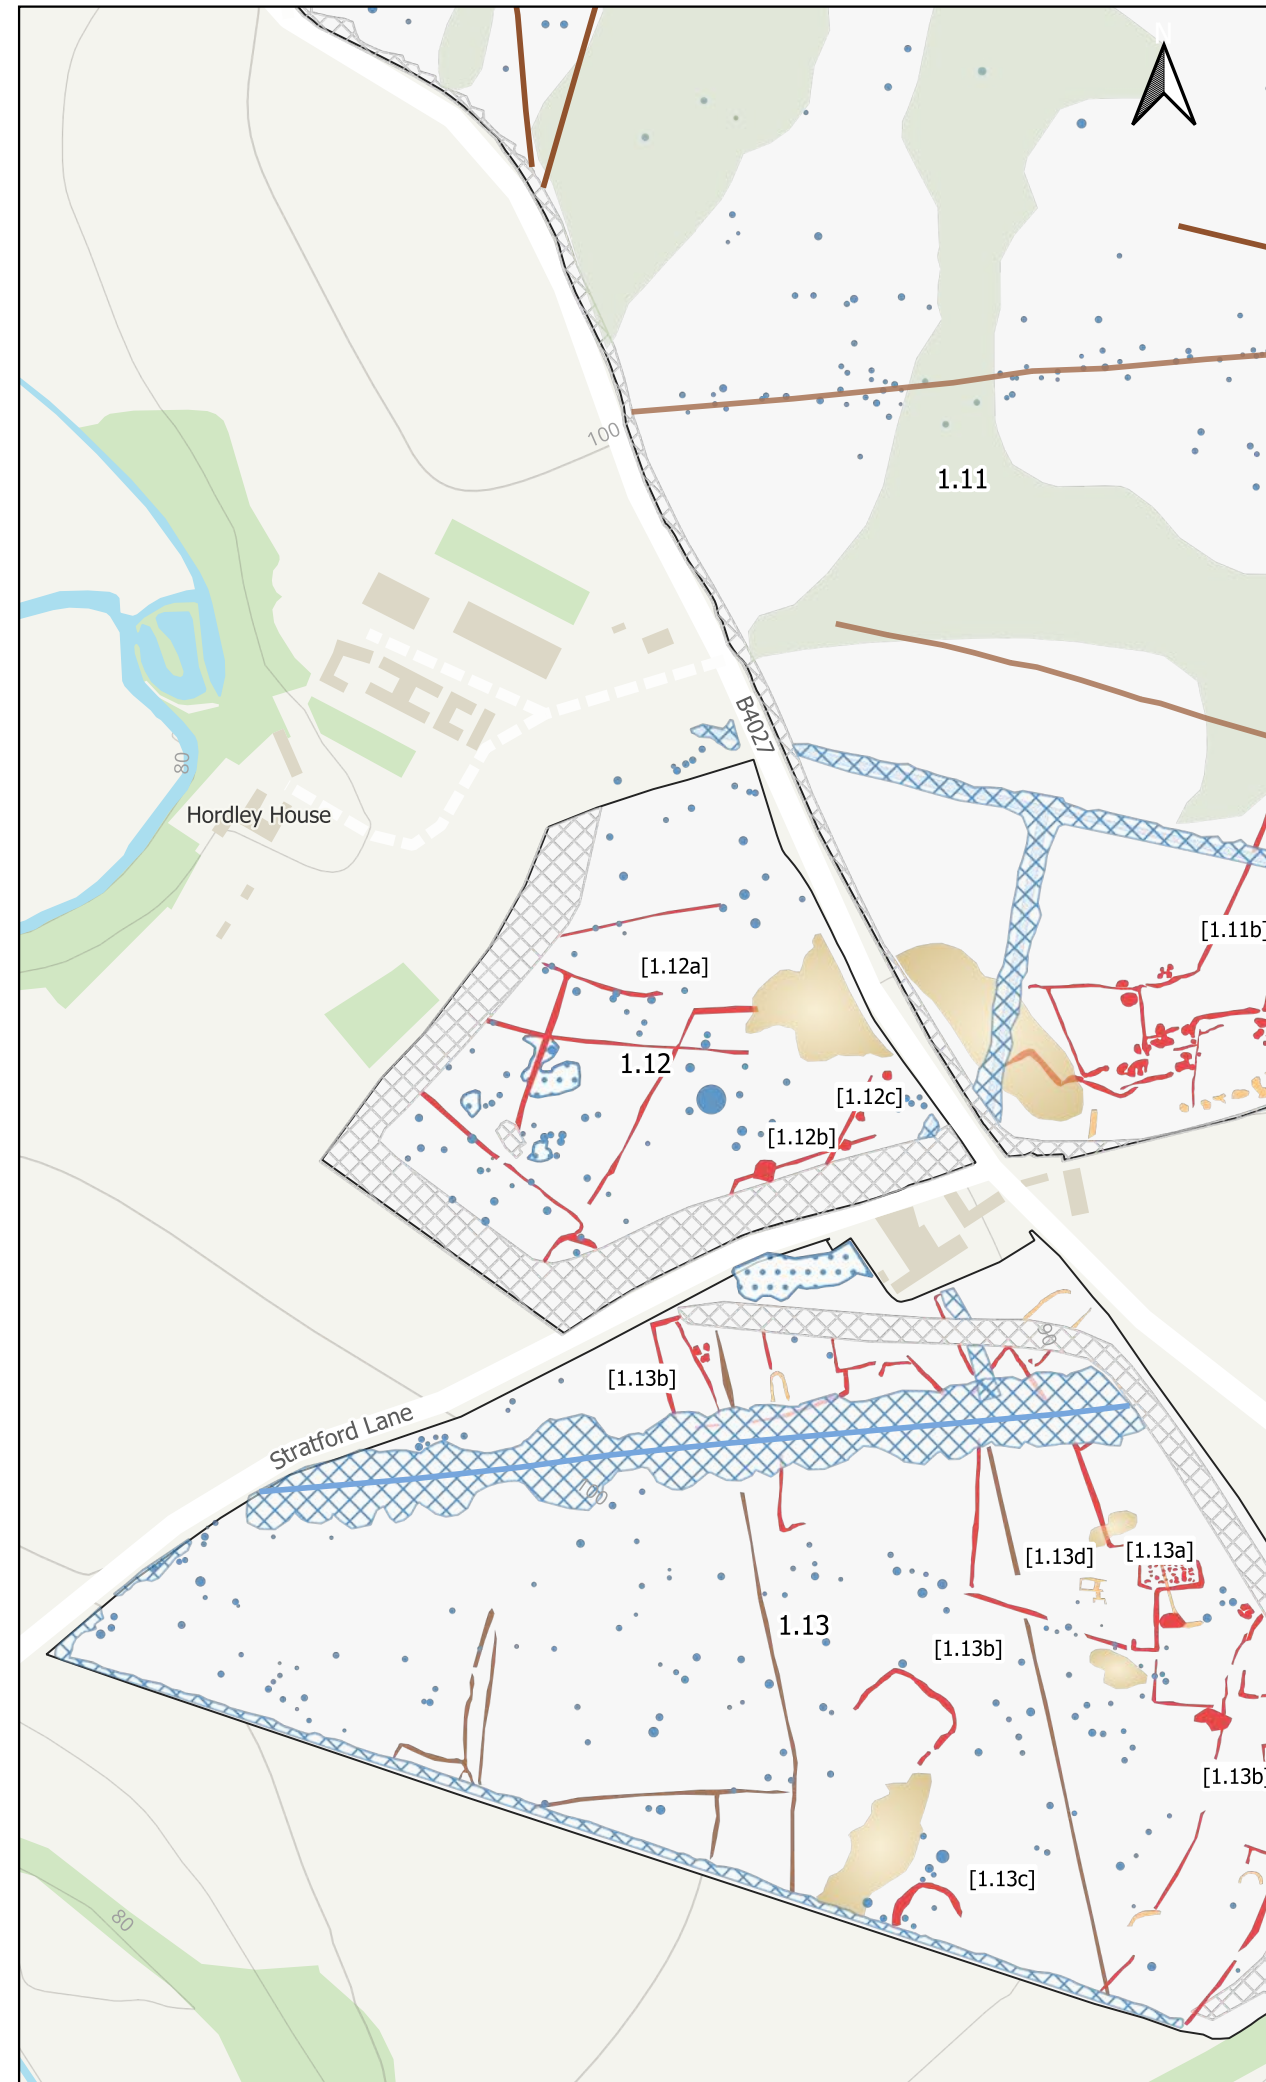 N
100
1.11
B4027
80
Hordley House
[1.11b]
[1.12a]
1.12
[1.12c]
[1.12b]
90
[1.13b]
Stratford Lane
100
[1.13d]
[1.13a]
1.13
[1.13b]
[1.13b]
[1.13c]
80